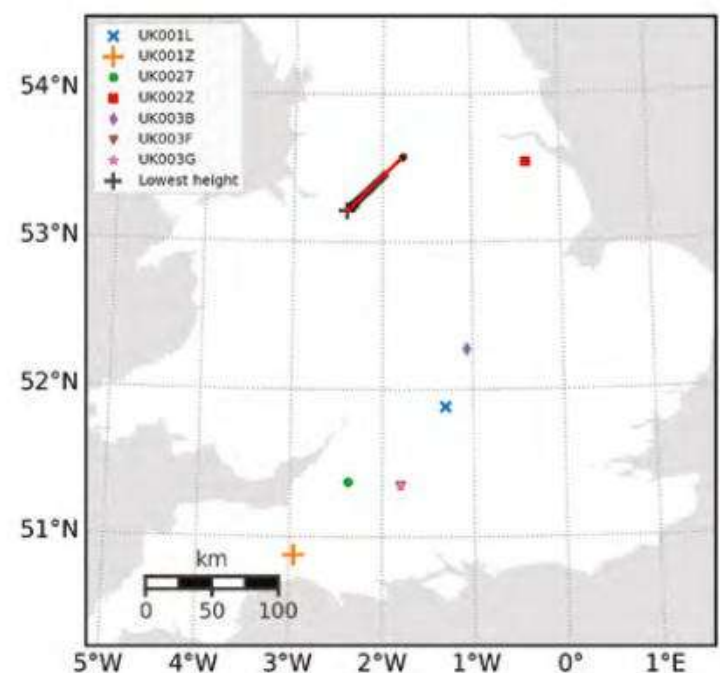 UK001L
UK001Z
UK0027
UK002Z
UK003B
UK003F
UK003G
Lowest height
54°N
53°N
52°N
51°N
km
0 50 100
5°W 4°W 3°W 2°W 1°W 0° 1°E